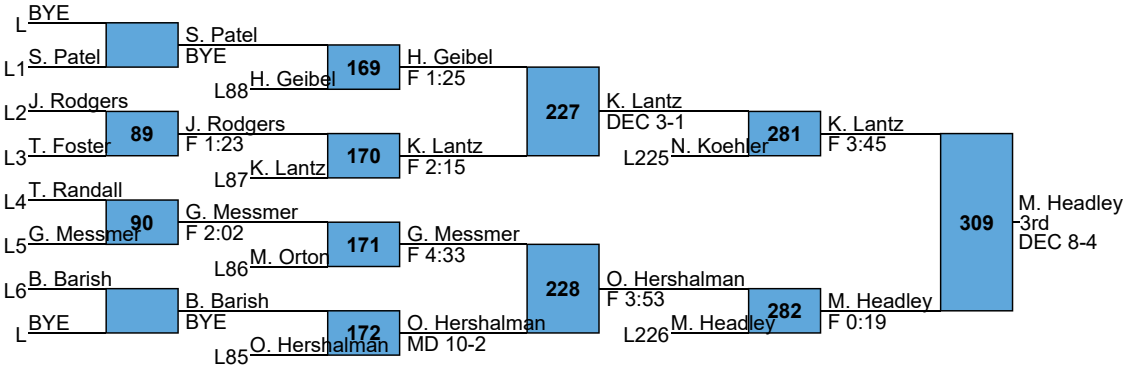 L BYE
L1 S. Patel
S. Patel
BYE
L2 J. Rodgers
L3 T. Foster
89
J. Rodgers
F 1:23
L4 T. Randall
L5 G. Messmer
90
G. Messmer
F 2:02
L6 B. Barish
L BYE
B. Barish
BYE
L88 H. Geibel
169
H. Geibel
F 1:25
L87 K. Lantz
170
K. Lantz
F 2:15
L86 M. Orton
171
G. Messmer
F 4:33
L85 O. Hershalman
172
O. Hershalman
MD 10-2
227
K. Lantz
DEC 3-1
228
O. Hershalman
F 3:53
L225 N. Koehler
281
K. Lantz
F 3:45
L226 M. Headley
282
M. Headley
F 0:19
309
M. Headley
3rd
DEC 8-4